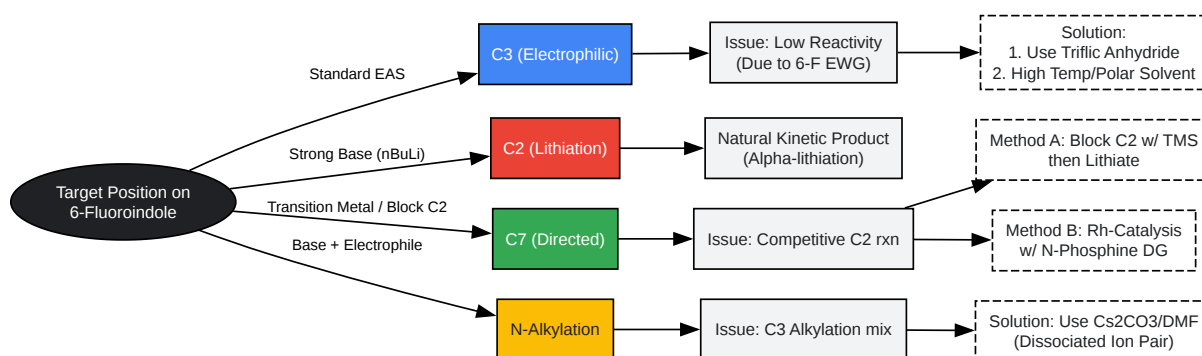 Target Position on
6-Fluoroindole
Standard EAS
Strong Base (nBuLi)
Transition Metal / Block C2
Base + Electrophile
C3 (Electrophilic)
Issue: Low Reactivity
(Due to 6-F EWG)
Solution:
1. Use Triflic Anhydride
2. High Temp/Polar Solvent
C2 (Lithiation)
Natural Kinetic Product
(Alpha-lithiation)
C7 (Directed)
Issue: Competitive C2 rxn
Method A: Block C2 w/ TMS
then Lithiate
Method B: Rh-Catalysis
w/ N-Phosphine DG
N-Alkylation
Issue: C3 Alkylation mix
Solution: Use Cs2CO3/DMF
(Dissociated Ion Pair)